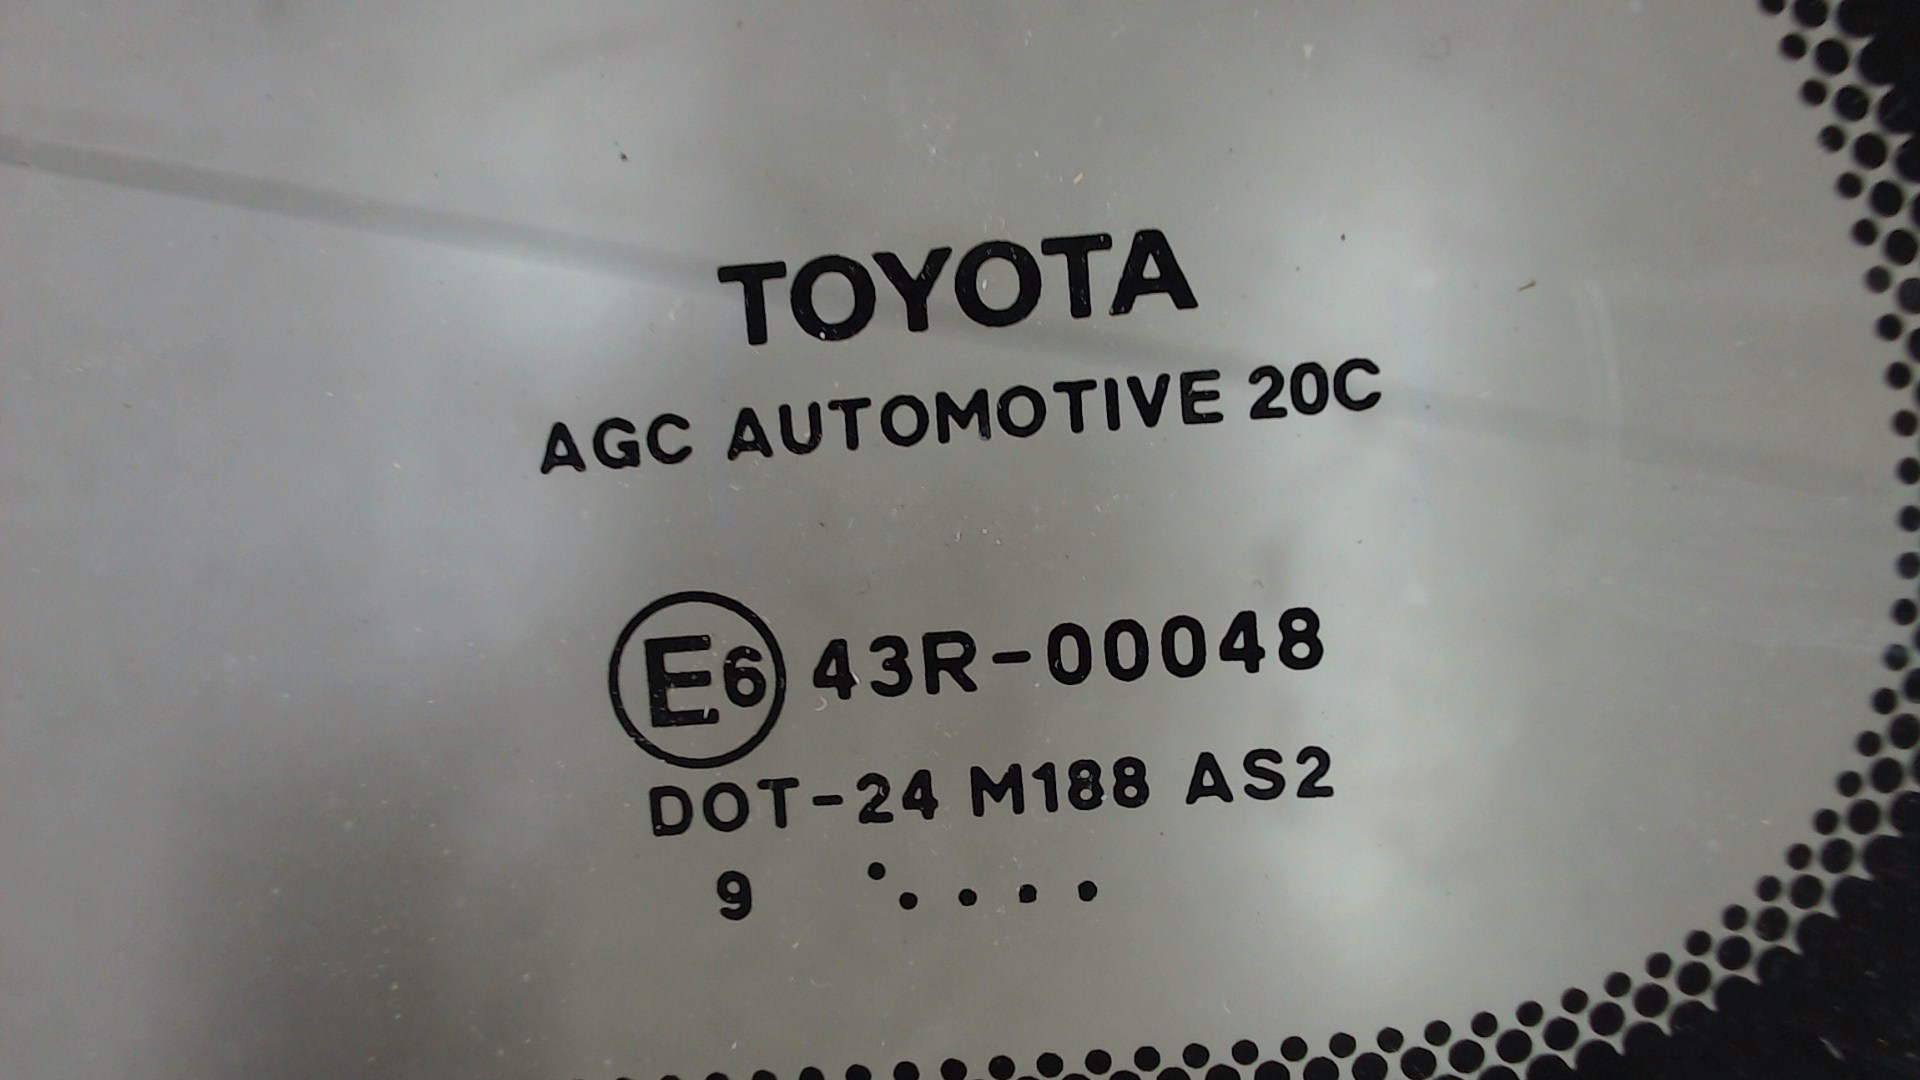 TOYOTA
AGC AUTOMOTIVE 20C
E6 43R-00048
DOT-24 M188 AS2
9 . . . . .